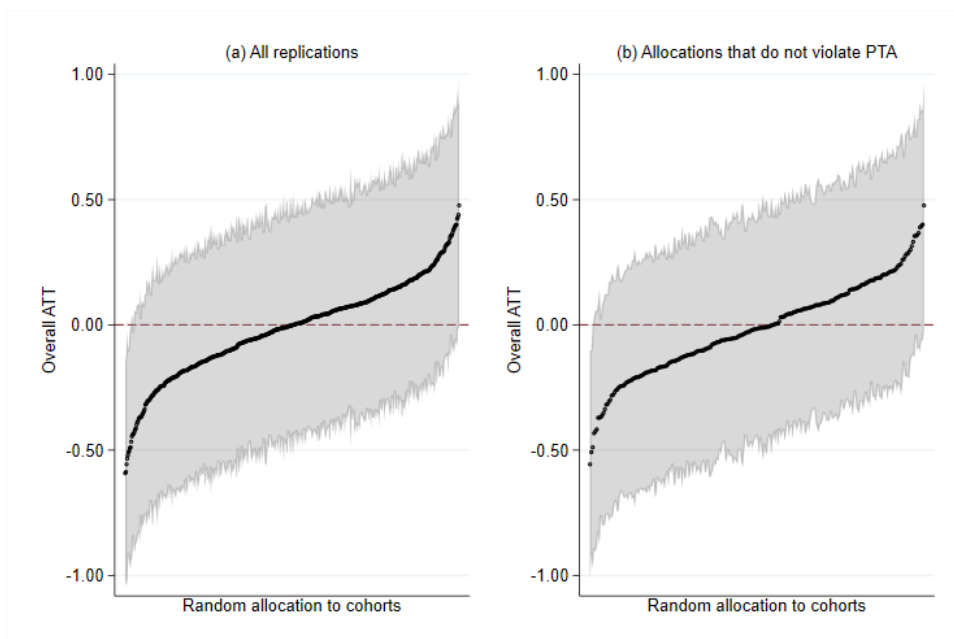 (a) All replications
1.00
0.50
0.00
-0.50
-1.00
Overall ATT
Random allocation to cohorts
(b) Allocations that do not violate PTA
1.00
0.50
0.00
-0.50
-1.00
Overall ATT
Random allocation to cohorts